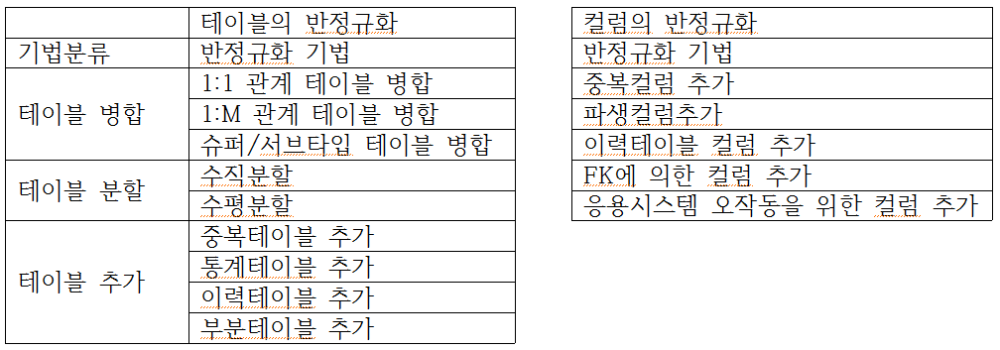 테이블의 반정규화
기법분류 반정규화 기법
테이블 병합
1:1 관계 테이블 병합
1:M 관계 테이블 병합
슈퍼/서브타입 테이블 병합
테이블 분할
수직분할
수평분할
테이블 추가
중복테이블 추가
통계테이블 추가
이력테이블 추가
부분테이블 추가
컬럼의 반정규화
반정규화 기법
중복컬럼 추가
파생컬럼추가
이력테이블 컬럼 추가
FK에 의한 컬럼 추가
응용시스템 오작동을 위한 컬럼 추가